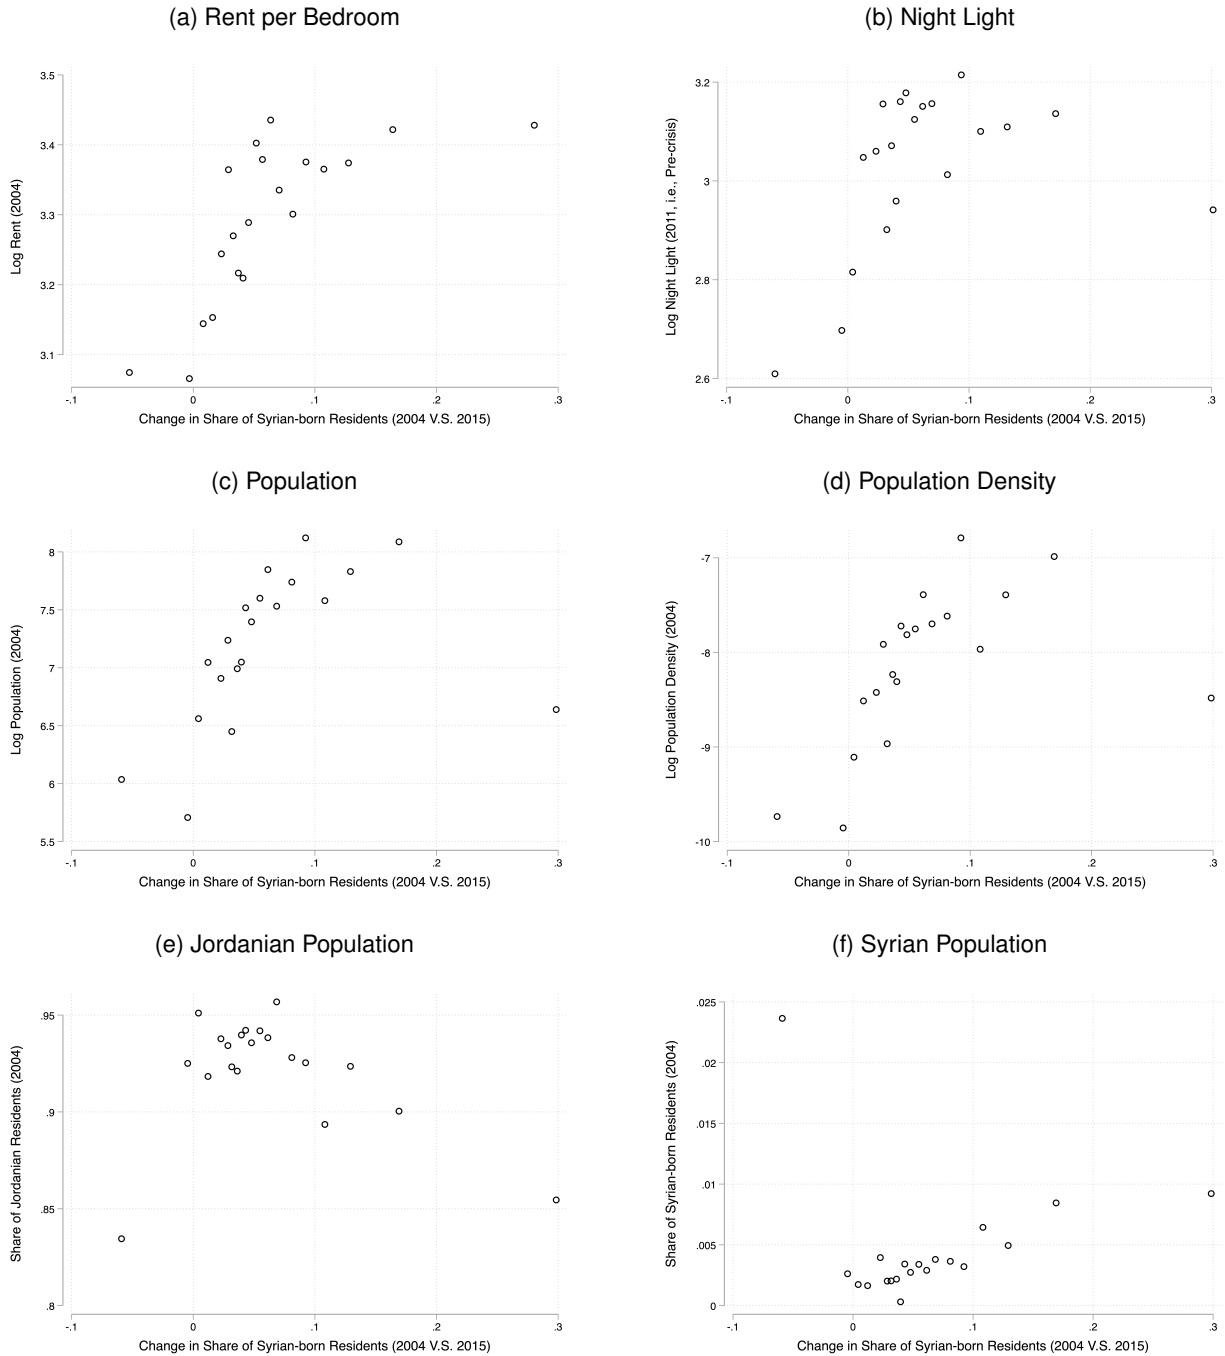 (a) Rent per Bedroom
Log Rent (2004)
3.5
3.4
3.3
3.2
3.1
-.1 0 .1 .2 .3
Change in Share of Syrian-born Residents (2004 V.S. 2015)
(b) Night Light
Log Night Light (2011, i.e., Pre-crisis)
3.2
3
2.8
2.6
-.1 0 .1 .2 .3
Change in Share of Syrian-born Residents (2004 V.S. 2015)
(c) Population
Log Population (2004)
8
7.5
7
6.5
6
5.5
-.1 0 .1 .2 .3
Change in Share of Syrian-born Residents (2004 V.S. 2015)
(d) Population Density
Log Population Density (2004)
-7
-8
-9
-10
-.1 0 .1 .2 .3
Change in Share of Syrian-born Residents (2004 V.S. 2015)
(e) Jordanian Population
Share of Jordanian Residents (2004)
.95
.9
.85
.8
-.1 0 .1 .2 .3
Change in Share of Syrian-born Residents (2004 V.S. 2015)
(f) Syrian Population
Share of Syrian-born Residents (2004)
.025
.02
.015
.01
.005
0
-.1 0 .1 .2 .3
Change in Share of Syrian-born Residents (2004 V.S. 2015)